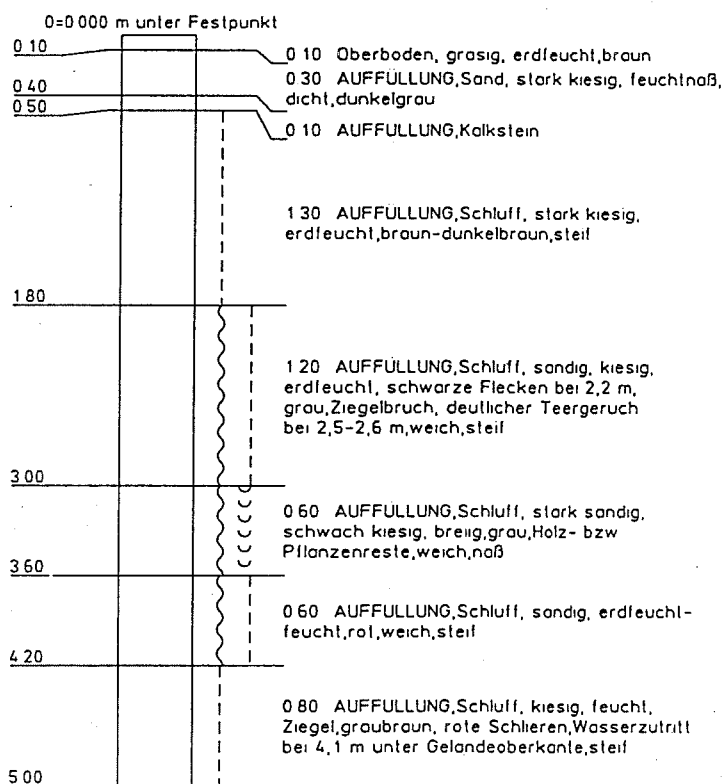 0=0 000 m unter Festpunkt
0 10
0 10 Oberboden, grasig, erdfeucht,braun
0 30 AUFFÜLLUNG,Sand, stark kiesig, feuchtnaß,
0 40
dicht,dunkelgrau
0 50
0 10 AUFFULLUNG,Kalkstein
1 30 AUFFÜLLUNG,Schluff, stark kiesig,
erdfeucht,braun-dunkelbraun,steif
1 80
1 20 AUFFÜLLUNG,Schluff, sandig, kiesig,
erdfeucht, schwarze Flecken bei 2,2 m,
grau,Ziegelbruch, deutlicher Teergeruch
bei 2,5-2,6 m,weich,steif
3 00
0 60 AUFFÜLLUNG,Schluff, stark sandig,
schwach kiesig, breiig,grau,Holz- bzw
Pflanzenreste,weich,naß
3 60
0 60 AUFFÜLLUNG,Schluff, sandig, erdfeucht-
feucht,rot,weich,steif
4 20
0 80 AUFFÜLLUNG,Schluff, kiesig, feucht,
Ziegel,graubraun, rote Schlieren,Wasserzutritt
bei 4,1 m unter Gelandeoberkante,steif
5 00